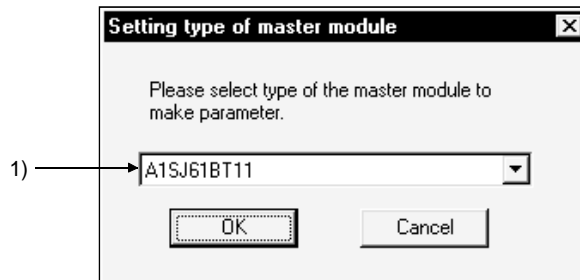 Setting type of master module
Please select type of the master module to
make parameter.
1)
A1SJ61BT11
OK
Cancel